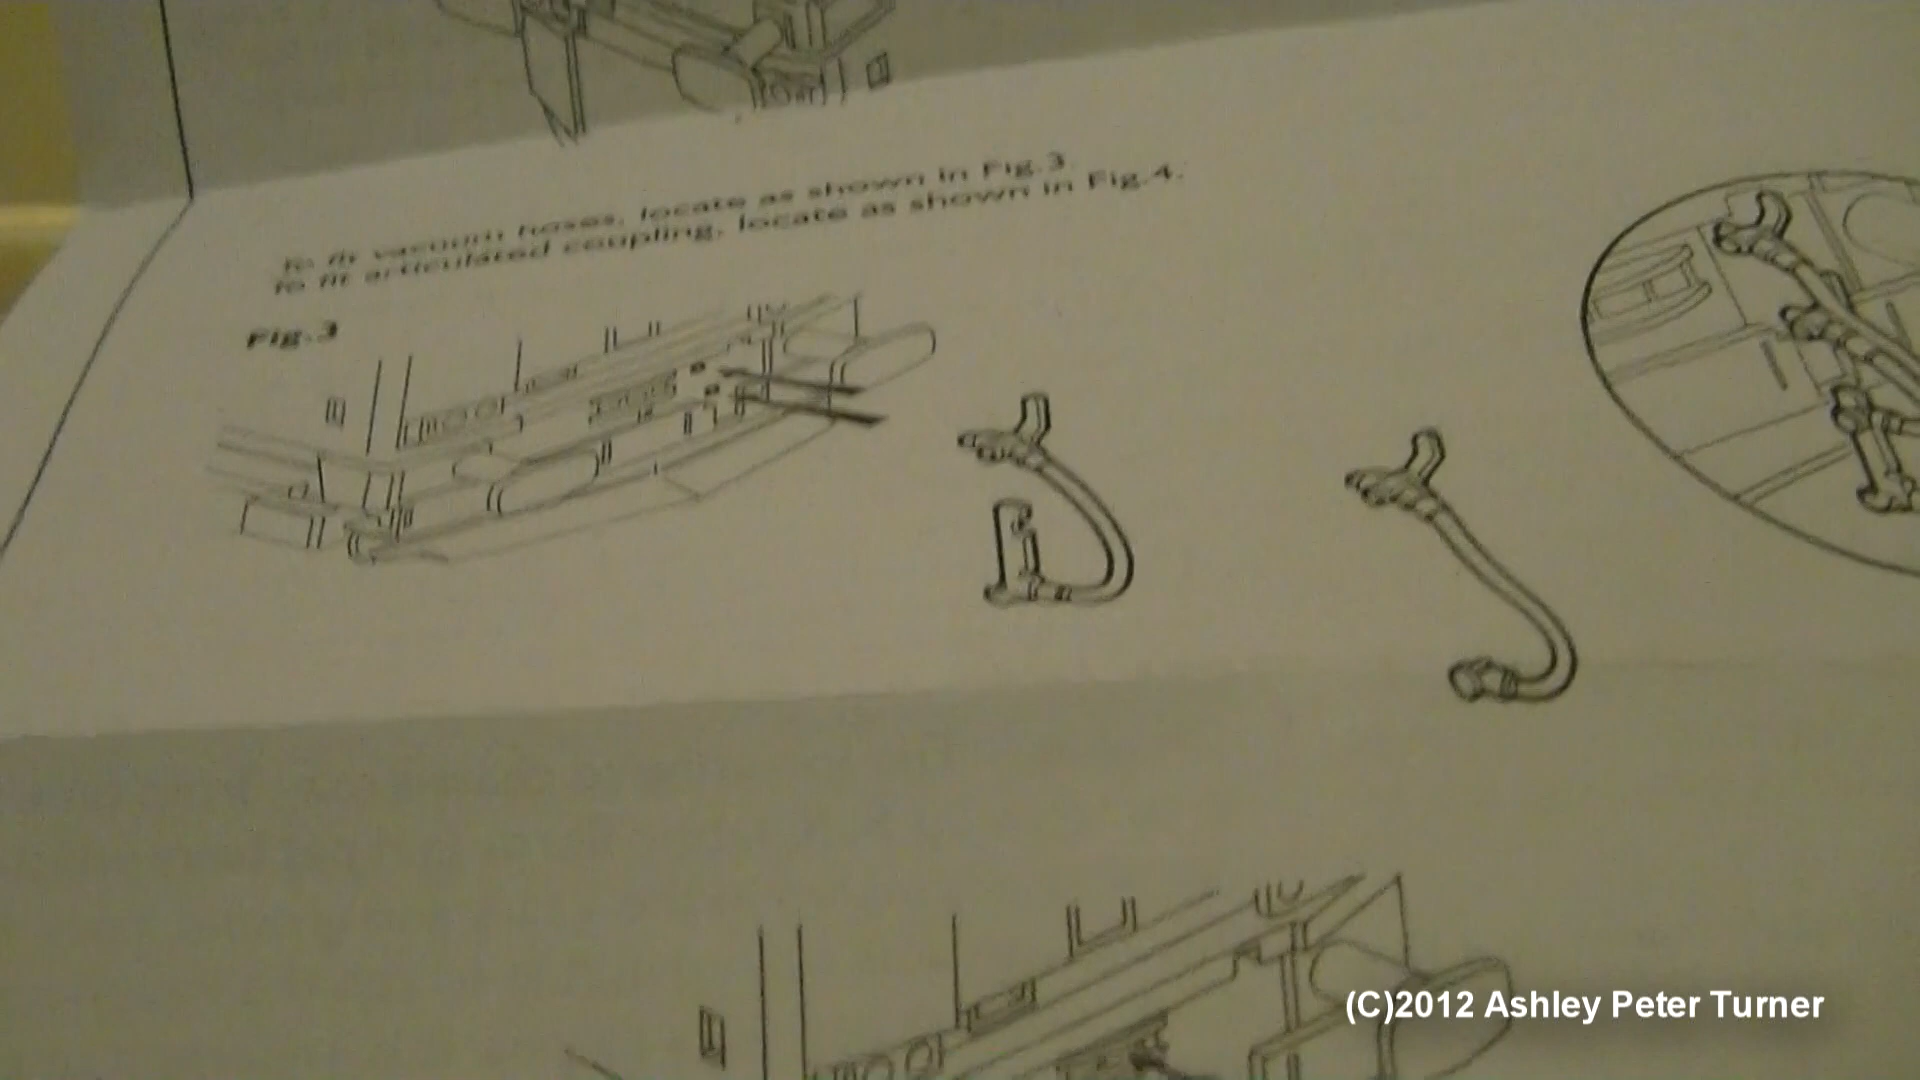 To fit vacuum hoses, locate as shown in Fig.3.
To fit articulated coupling, locate as shown in Fig.4.
Fig.3
(C)2012 Ashley Peter Turner